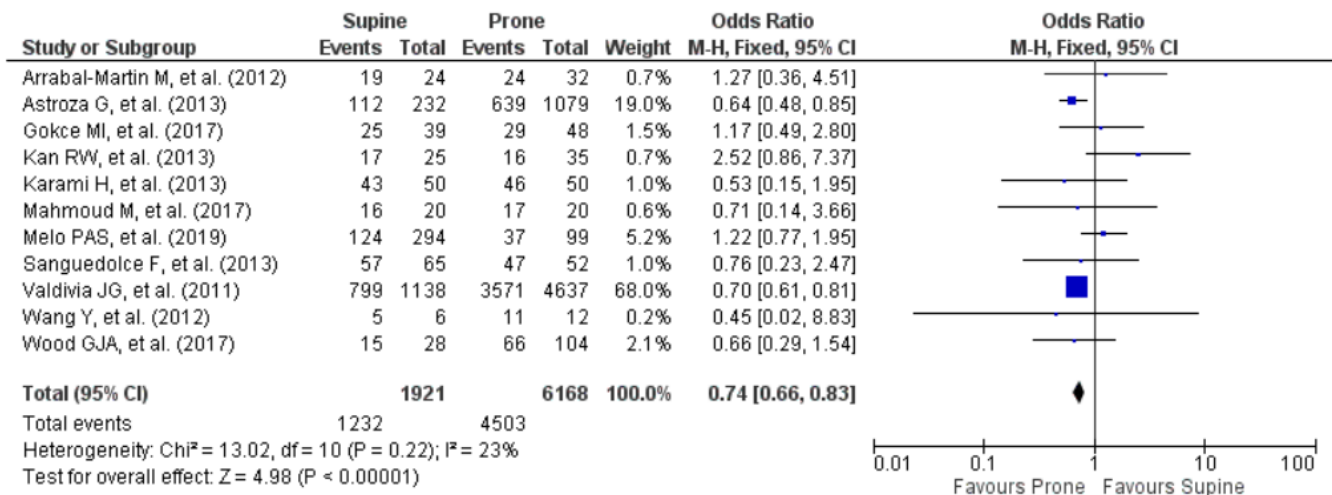 Supine Prone Odds Ratio Odds Ratio
Study or Subgroup Events Total Events Total Weight M-H, Fixed, 95% CI M-H, Fixed, 95% CI
Arrabal-Martin M, et al. (2012) 19 24 24 32 0.7% 1.27 [0.36, 4.51]
Astroza G, et al. (2013) 112 232 639 1079 19.0% 0.64 [0.48, 0.85]
Gokce MI, et al. (2017) 25 39 29 48 1.5% 1.17 [0.49, 2.80]
Kan RW, et al. (2013) 17 25 16 35 0.7% 2.52 [0.86, 7.37]
Karami H, et al. (2013) 43 50 46 50 1.0% 0.53 [0.15, 1.95]
Mahmoud M, et al. (2017) 16 20 17 20 0.6% 0.71 [0.14, 3.66]
Melo PAS, et al. (2019) 124 294 37 99 5.2% 1.22 [0.77, 1.95]
Sanguedolce F, et al. (2013) 57 65 47 52 1.0% 0.76 [0.23, 2.47]
Valdivia JG, et al. (2011) 799 1138 3571 4637 68.0% 0.70 [0.61, 0.81]
Wang Y, et al. (2012) 5 6 11 12 0.2% 0.45 [0.02, 8.83]
Wood GJA, et al. (2017) 15 28 66 104 2.1% 0.66 [0.29, 1.54]
Total (95% CI) 1921 6168 100.0% 0.74 [0.66, 0.83]
Total events 1232 4503
Heterogeneity: Chi² = 13.02, df = 10 (P = 0.22); I² = 23%
Test for overall effect: Z = 4.98 (P < 0.00001)
0.01 0.1 1 10 100
Favours Prone Favours Supine